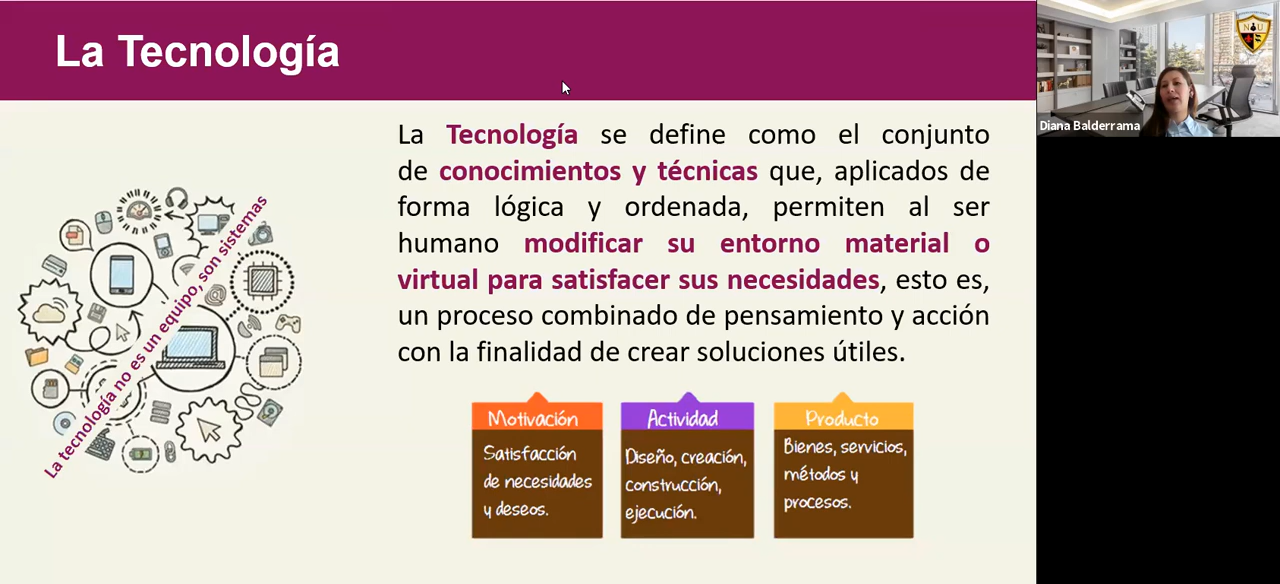 La Tecnología
La Tecnología se define como el conjunto
de conocimientos y técnicas que, aplicados de
forma lógica y ordenada, permiten al ser
humano modificar su entorno material o
virtual para satisfacer sus necesidades, esto es,
un proceso combinado de pensamiento y acción
con la finalidad de crear soluciones útiles.
La tecnología no es un equipo, son sistemas
Motivación
Satisfacción
de necesidades
y deseos.
Actividad
Diseño, creación,
construcción,
ejecución.
Producto
Bienes, servicios,
métodos y
procesos.
Diana Balderrama